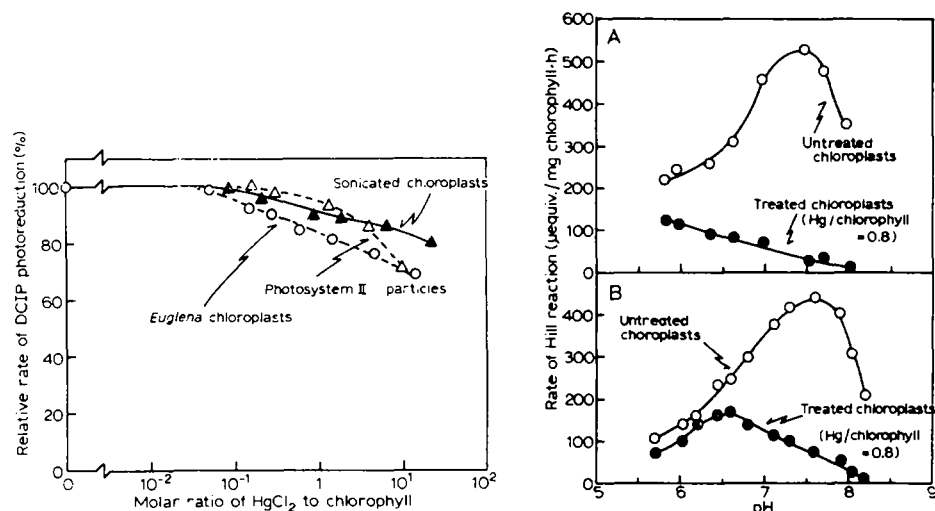 Relative rate of DCIP photoreduction (%)
100
80
60
40
20
0
Sonicated chloroplasts
Photosystem II particles
Euglena chloroplasts
0 10⁻² 10⁻¹ 1 10¹ 10²
Molar ratio of HgCl₂ to chlorophyll
Rate of Hill reaction (μequiv./mg chlorophyll·h)
A
600
500
400
300
200
100
0
Untreated
chloroplasts
Treated chloroplasts
(Hg/chlorophyll
=0.8)
B
400
300
200
100
0
Untreated
choroplasts
Treated chloroplasts
(Hg/chlorophyll
=0.8)
5 6 7 8 9
pH